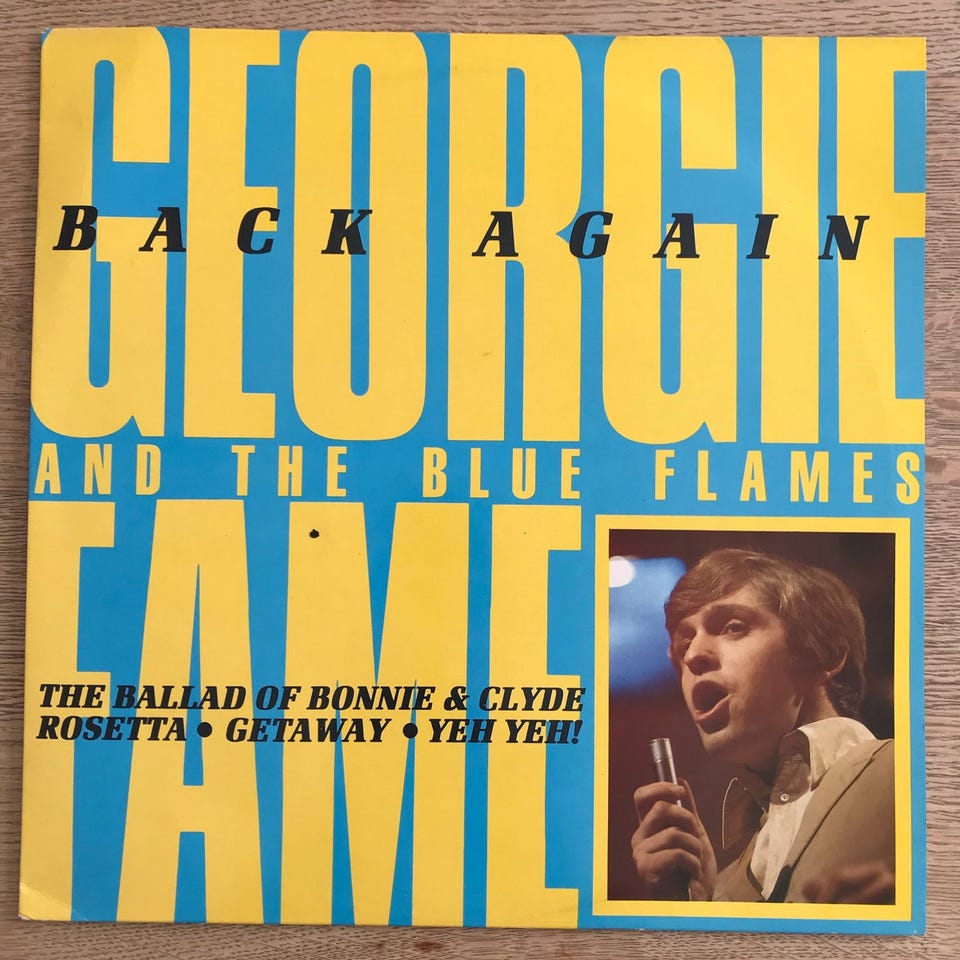 GEORGIE
BACK AGAIN
AND THE BLUE FLAMES
FAME
THE BALLAD OF BONNIE & CLYDE
ROSETTA • GETAWAY • YEH YEH!